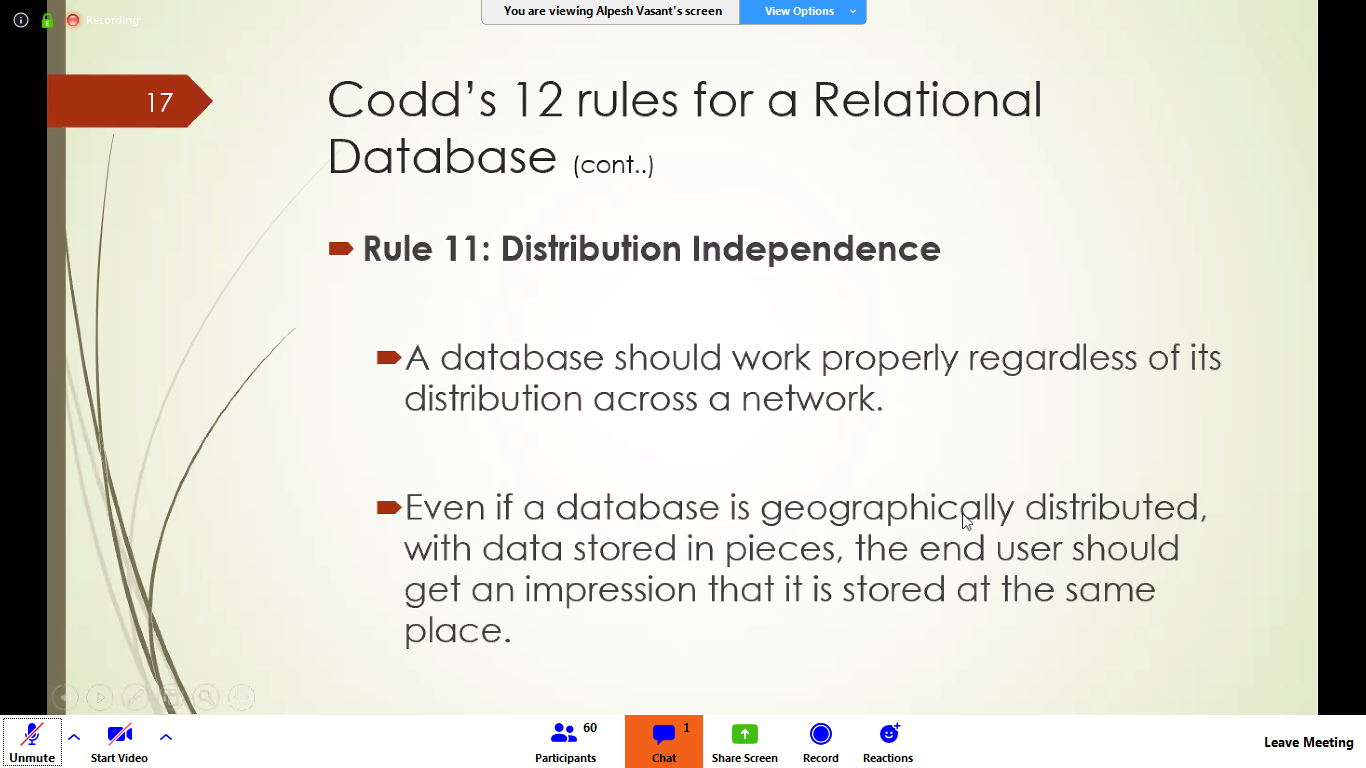 Recording
You are viewing Alpesh Vasant's screen
View Options
17
Codd's 12 rules for a Relational
Database (cont..)
Rule 11: Distribution Independence
A database should work properly regardless of its
distribution across a network.
Even if a database is geographically distributed,
with data stored in pieces, the end user should
get an impression that it is stored at the same
place.
Unmute
Start Video
60
Participants
1
Chat
Share Screen
Record
Reactions
Leave Meeting